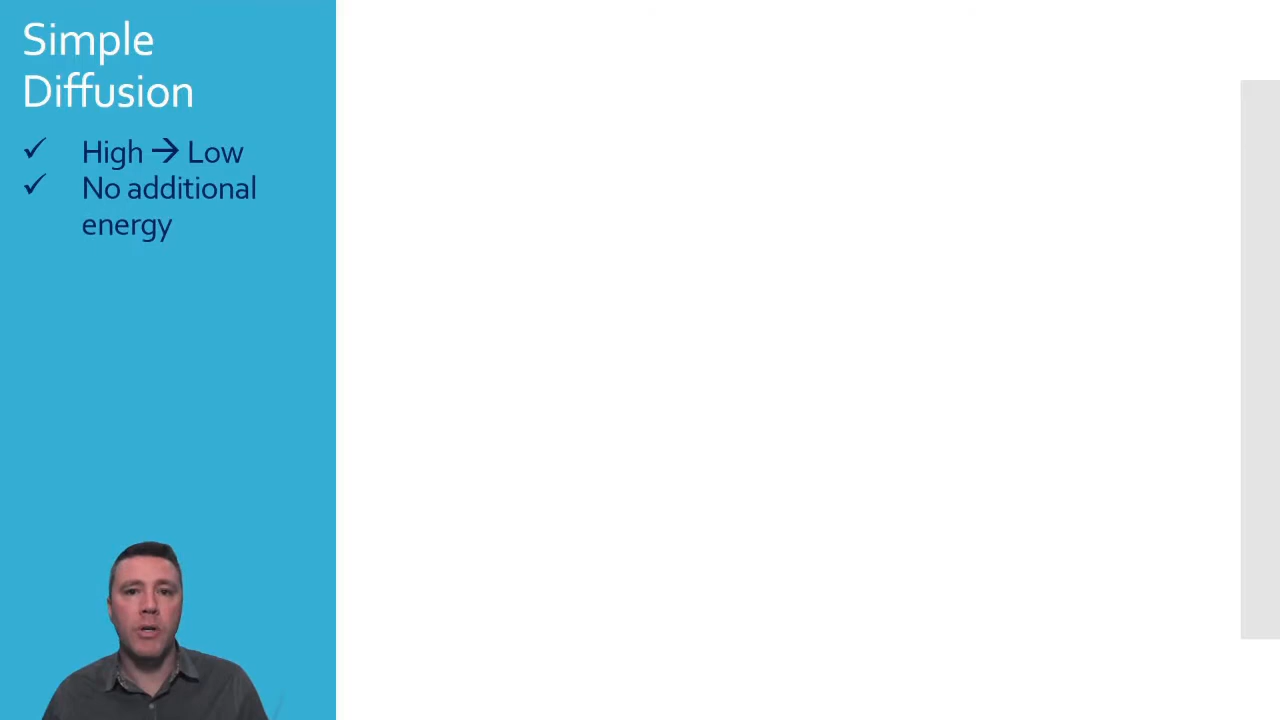 Simple
Diffusion
✓ High → Low
✓ No additional
energy